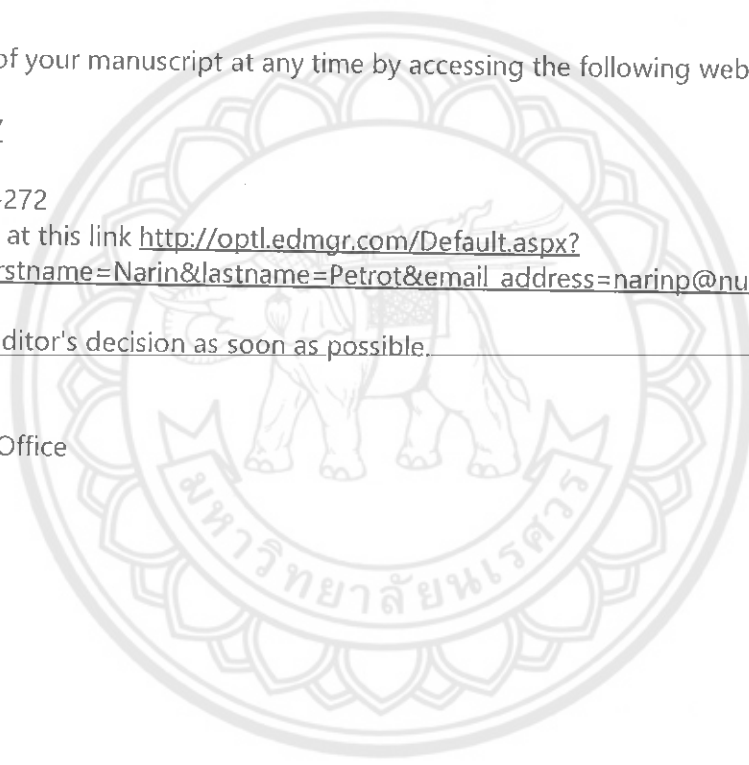 of your manuscript at any time by accessing the following web
-272
at this link http://optl.edmgr.com/Default.aspx?
rstname=Narin&lastname=Petrot&email_address=narinp@nu
ditor's decision as soon as possible.
Office
มหาวิทยาลัยนเรศวร